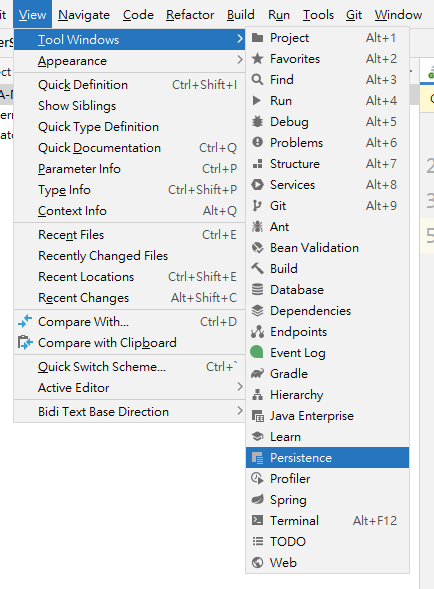 View Navigate Code Refactor Build Run Tools Git Window
Tool Windows
Appearance
Quick Definition Ctrl+Shift+I
Show Siblings
Quick Type Definition
Quick Documentation Ctrl+Q
Parameter Info Ctrl+P
Type Info Ctrl+Shift+P
Context Info Alt+Q
Recent Files Ctrl+E
Recently Changed Files
Recent Locations Ctrl+Shift+E
Recent Changes Alt+Shift+C
Compare With... Ctrl+D
Compare with Clipboard
Quick Switch Scheme... Ctrl+`
Active Editor
Bidi Text Base Direction
Project Alt+1
Favorites Alt+2
Find Alt+3
Run Alt+4
Debug Alt+5
Problems Alt+6
Structure Alt+7
Services Alt+8
Git Alt+9
Ant
Bean Validation
Build
Database
Dependencies
Endpoints
Event Log
Gradle
Hierarchy
Java Enterprise
Learn
Persistence
Profiler
Spring
Terminal Alt+F12
TODO
Web
2
3
5